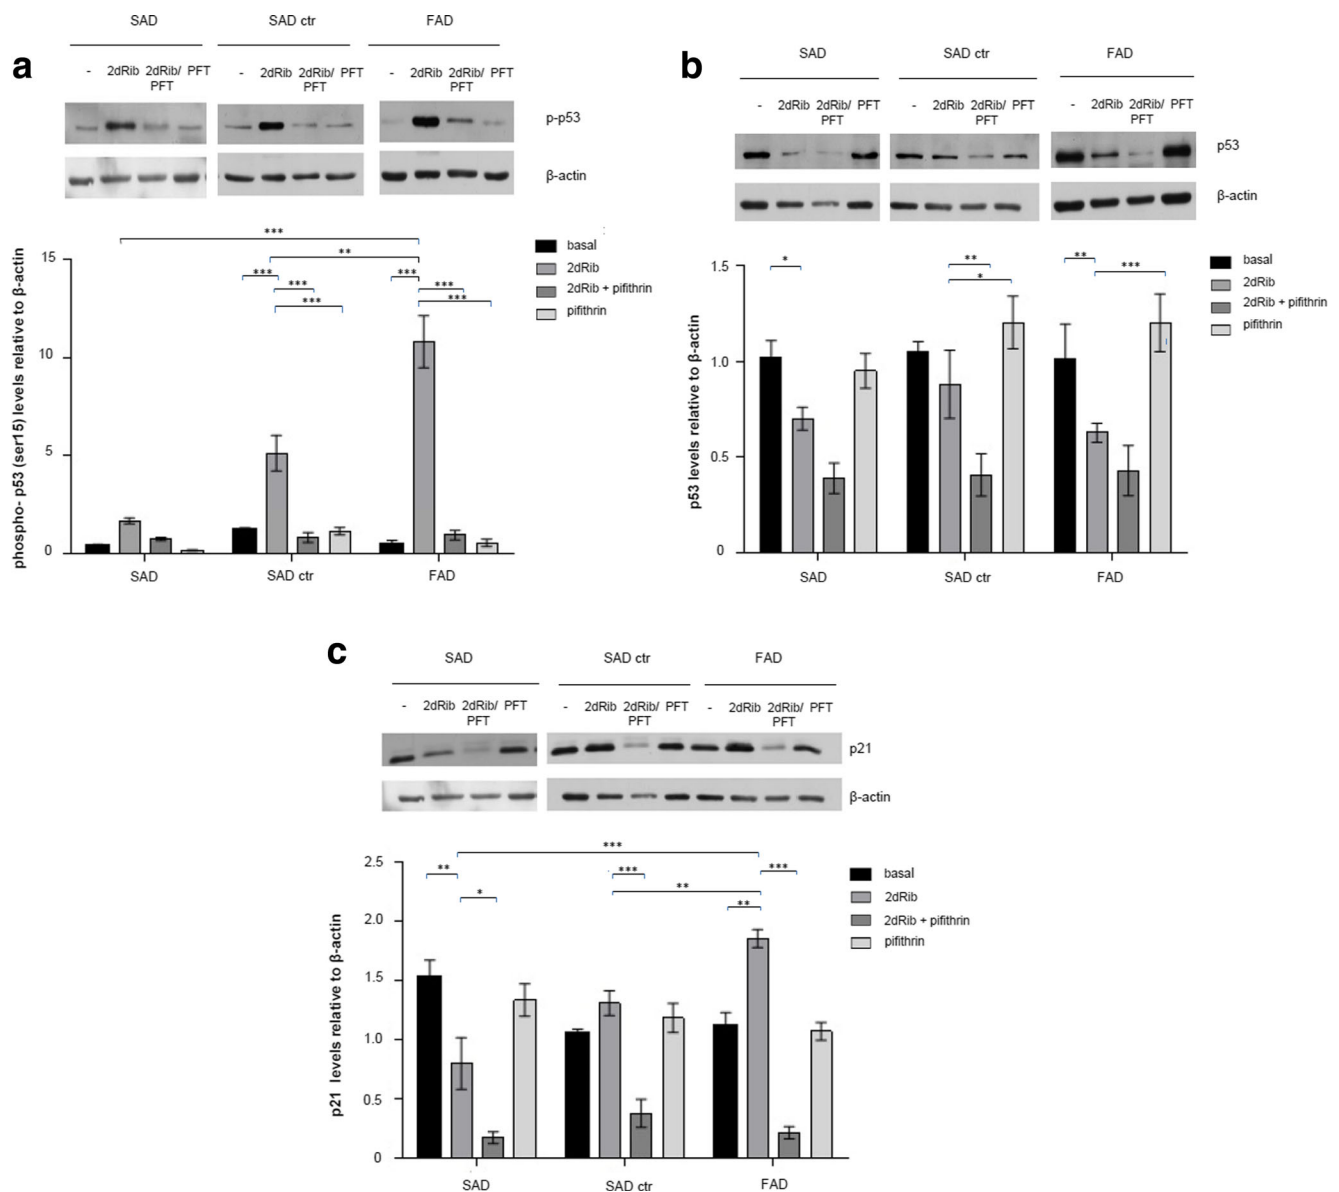 a
SAD SAD ctr FAD
- 2dRib 2dRib/ PFT - 2dRib 2dRib/ PFT - 2dRib 2dRib/ PFT
PFT PFT PFT
p-p53
β-actin
*** 
**
*** ***
*** ***
*** ***
basal
2dRib
2dRib + pifithrin
pifithrin
phospho- p53 (ser15) levels relative to β-actin
15
10
5
0
SAD SAD ctr FAD
b
SAD SAD ctr FAD
- 2dRib 2dRib/ PFT - 2dRib 2dRib/ PFT - 2dRib 2dRib/ PFT
PFT PFT PFT
p53
β-actin
* ** **
* ***
basal
2dRib
2dRib + pifithrin
pifithrin
p53 levels relative to β-actin
1.5
1.0
0.5
0
SAD SAD ctr FAD
c
SAD SAD ctr FAD
- 2dRib 2dRib/ PFT - 2dRib 2dRib/ PFT - 2dRib 2dRib/ PFT
PFT PFT PFT
p21
β-actin
***
** *** ***
* **
**
basal
2dRib
2dRib + pifithrin
pifithrin
p21 levels relative to β-actin
2.5
2.0
1.5
1.0
0.5
0
SAD SAD ctr FAD